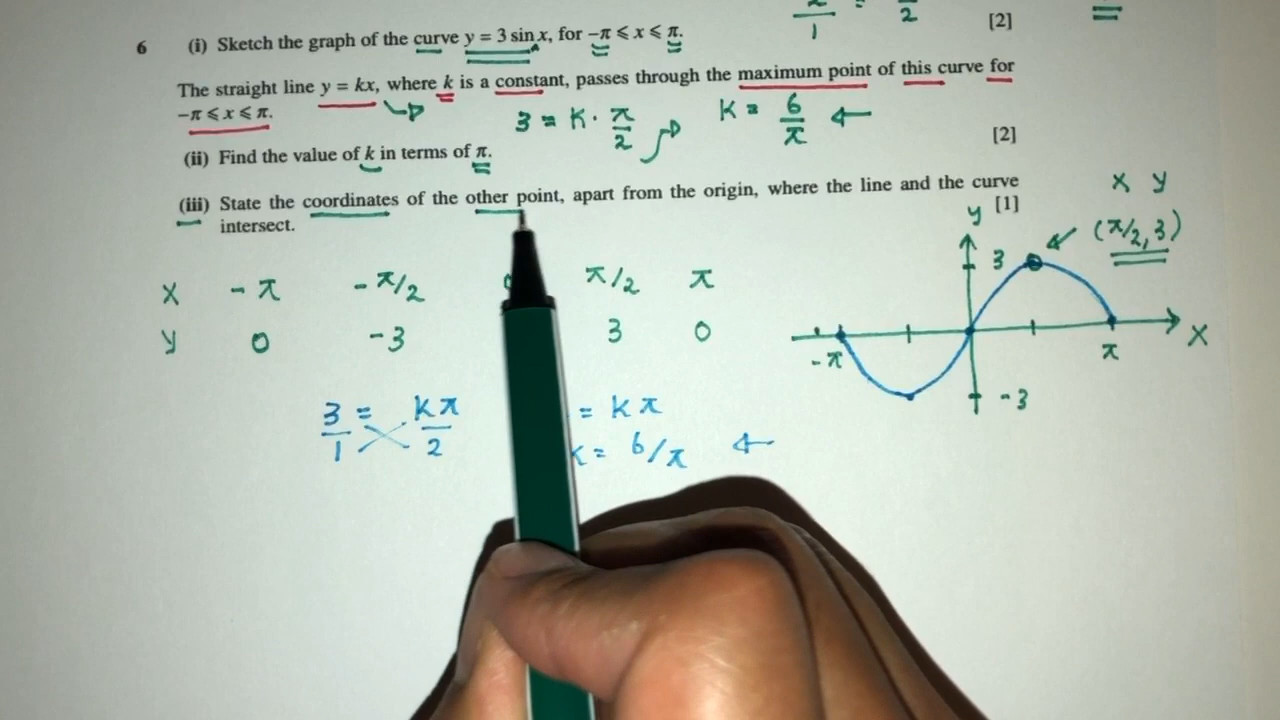 2
1 = 2 [2] =
6 (i) Sketch the graph of the curve y = 3 sin x, for −π ⩽ x ⩽ π.
The straight line y = kx, where k is a constant, passes through the maximum point of this curve for
−π ⩽ x ⩽ π.
3 = K · π/2 K = 6/π ←
[2]
(ii) Find the value of k in terms of π.
(iii) State the coordinates of the other point, apart from the origin, where the line and the curve
intersect. [1]
x y
(π/2, 3)
y
3
x -π -π/2 π/2 π
y 0 -3 3 0
-π π x
-3
3/1 = Kπ/2 = Kπ
K = 6/π ←